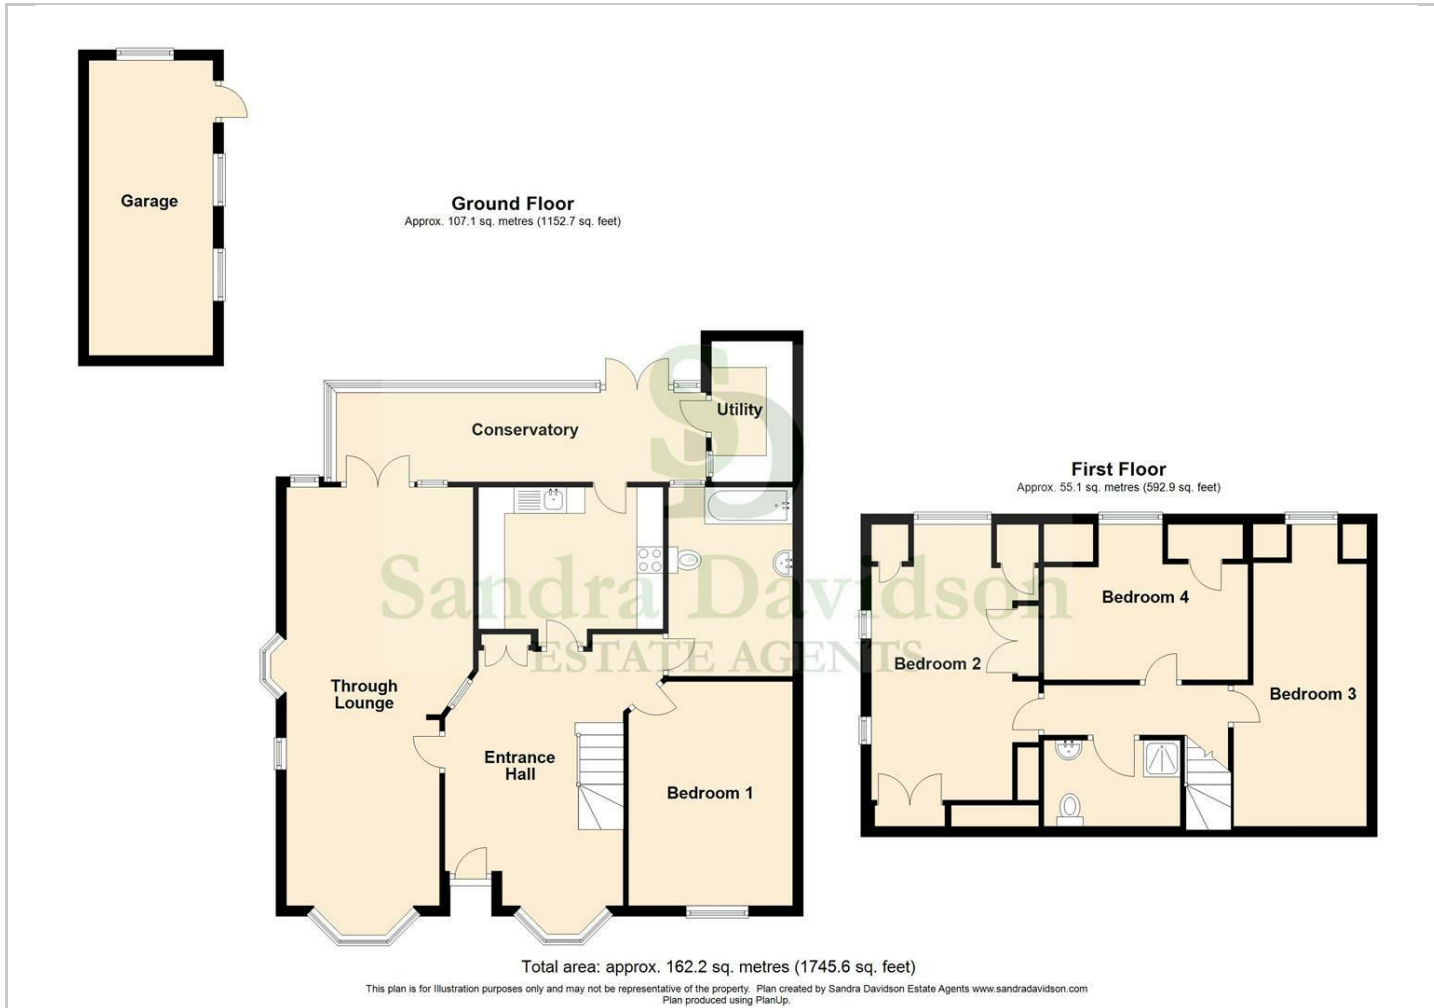 Garage
Ground Floor
Approx. 107.1 sq. metres (1152.7 sq. feet)
Conservatory
Utility
Through
Lounge
Entrance
Hall
Bedroom 1
First Floor
Approx. 55.1 sq. metres (592.9 sq. feet)
Bedroom 2
Bedroom 4
Bedroom 3
SD
Sandra Davidson
ESTATE AGENTS
Total area: approx. 162.2 sq. metres (1745.6 sq. feet)
This plan is for Illustration purposes only and may not be representative of the property. Plan created by Sandra Davidson Estate Agents www.sandradavidson.com
Plan produced using PlanUp.